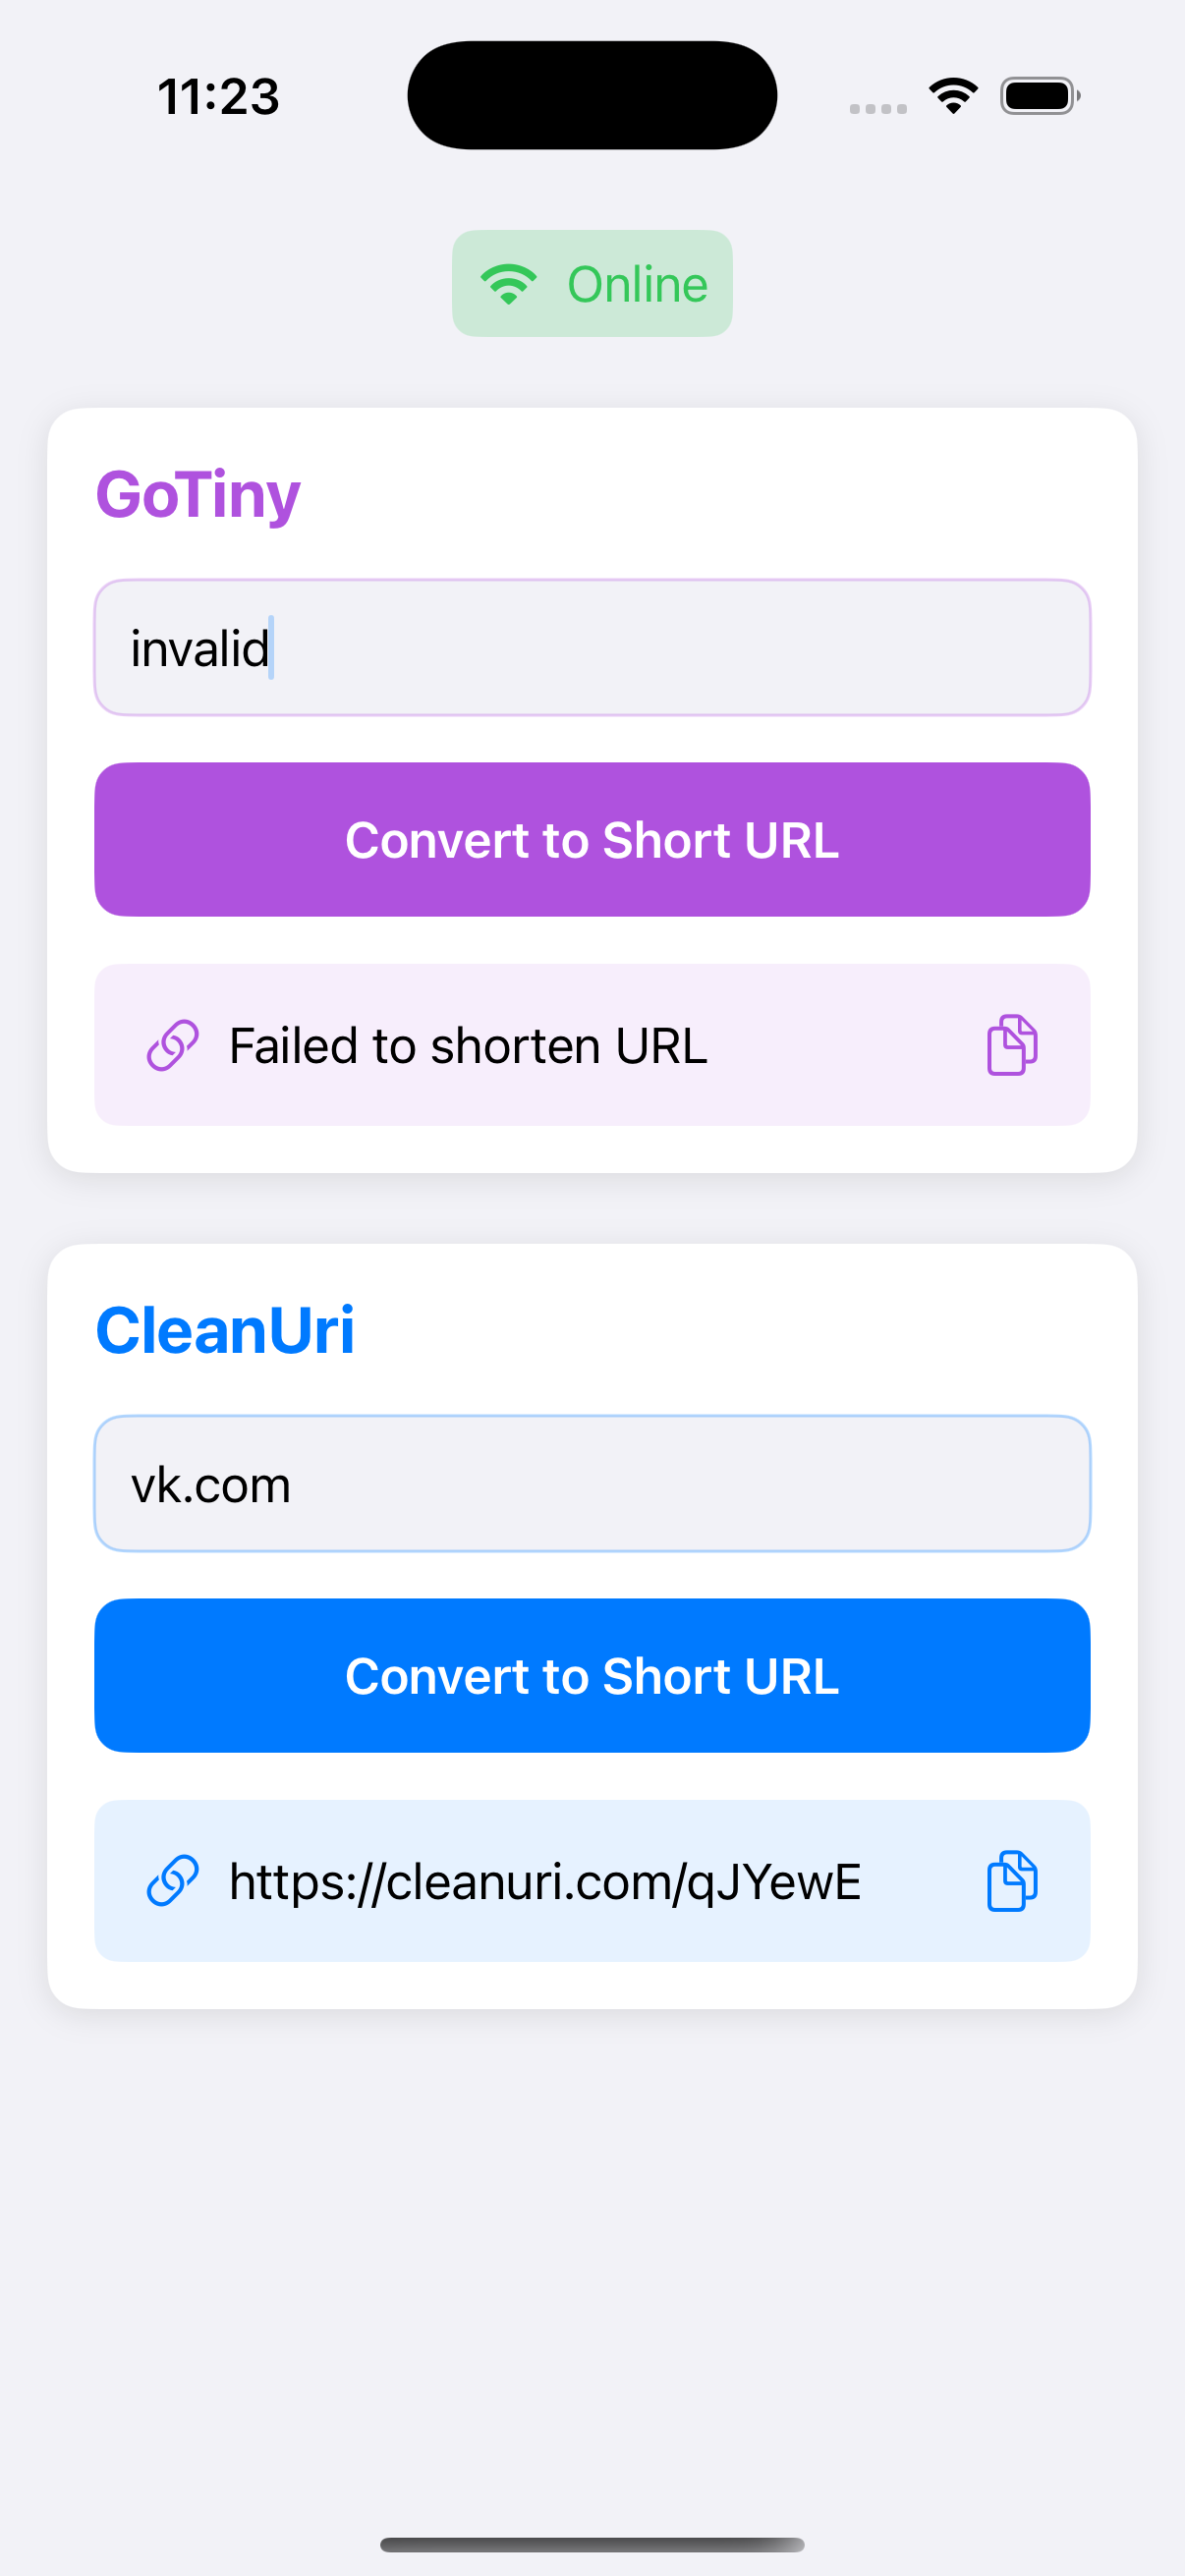 11:23
Online
GoTiny
invalid
Convert to Short URL
Failed to shorten URL
CleanUri
vk.com
Convert to Short URL
https://cleanuri.com/qJYewE